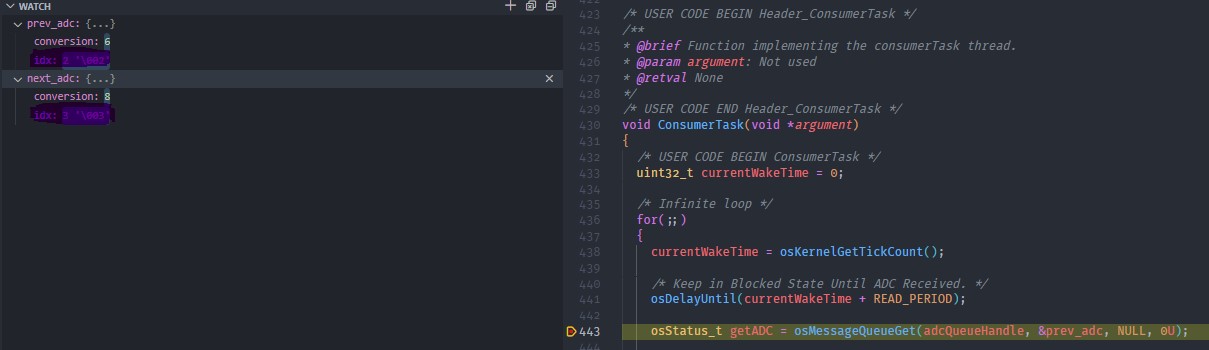 WATCH
prev_adc: {...}
conversion: 6
idx: 2 '\002'
next_adc: {...}
conversion: 8
idx: 3 '\003'
423 /* USER CODE BEGIN Header_ConsumerTask */
424 /**
425 * @brief Function implementing the consumerTask thread.
426 * @param argument: Not used
427 * @retval None
428 */
429 /* USER CODE END Header_ConsumerTask */
430 void ConsumerTask(void *argument)
431 {
432 /* USER CODE BEGIN ConsumerTask */
433 uint32_t currentWakeTime = 0;
434
435 /* Infinite loop */
436 for(;;)
437 {
438 currentWakeTime = osKernelGetTickCount();
439
440 /* Keep in Blocked State Until ADC Received. */
441 osDelayUntil(currentWakeTime + READ_PERIOD);
442
443 osStatus_t getADC = osMessageQueueGet(adcQueueHandle, &prev_adc, NULL, 0U);
444